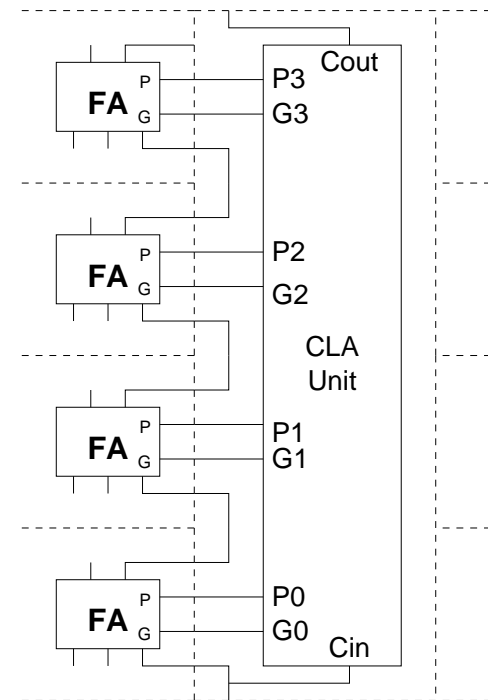 Cout
P P3
FA
G G3
P P2
FA
G G2
CLA
Unit
P P1
FA
G G1
P P0
FA
G G0
Cin